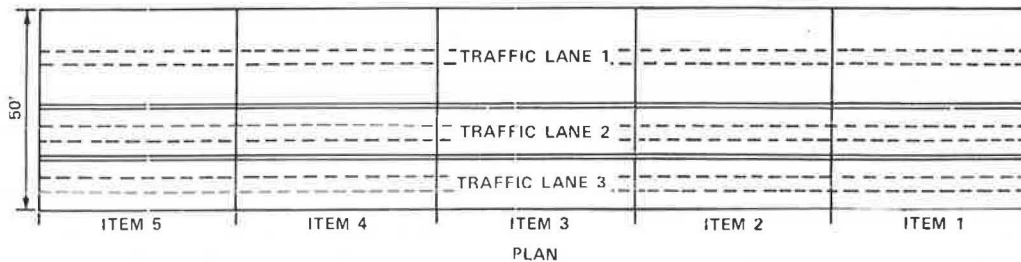 50'
TRAFFIC LANE 1
TRAFFIC LANE 2
TRAFFIC LANE 3
ITEM 5 ITEM 4 ITEM 3 ITEM 2 ITEM 1
PLAN